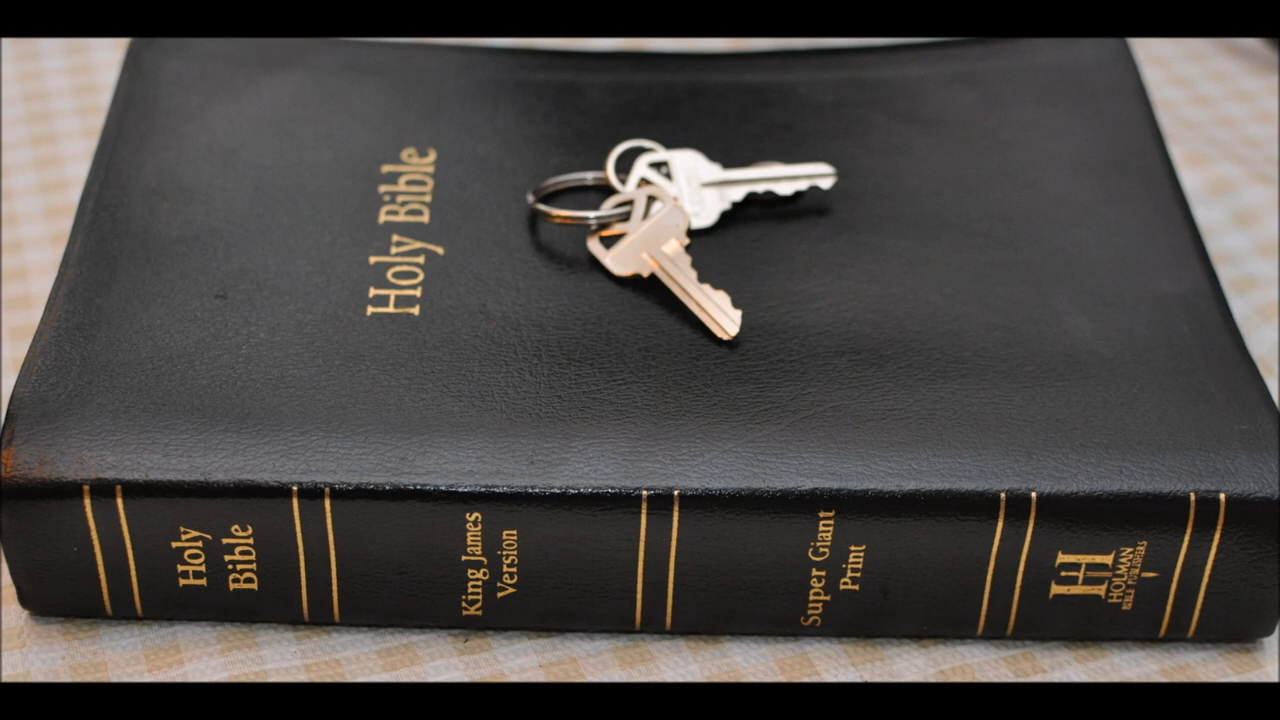 Holy Bible
Holy
Bible
King James
Version
Super Giant
Print
HOLMAN
BIBLE PUBLISHERS